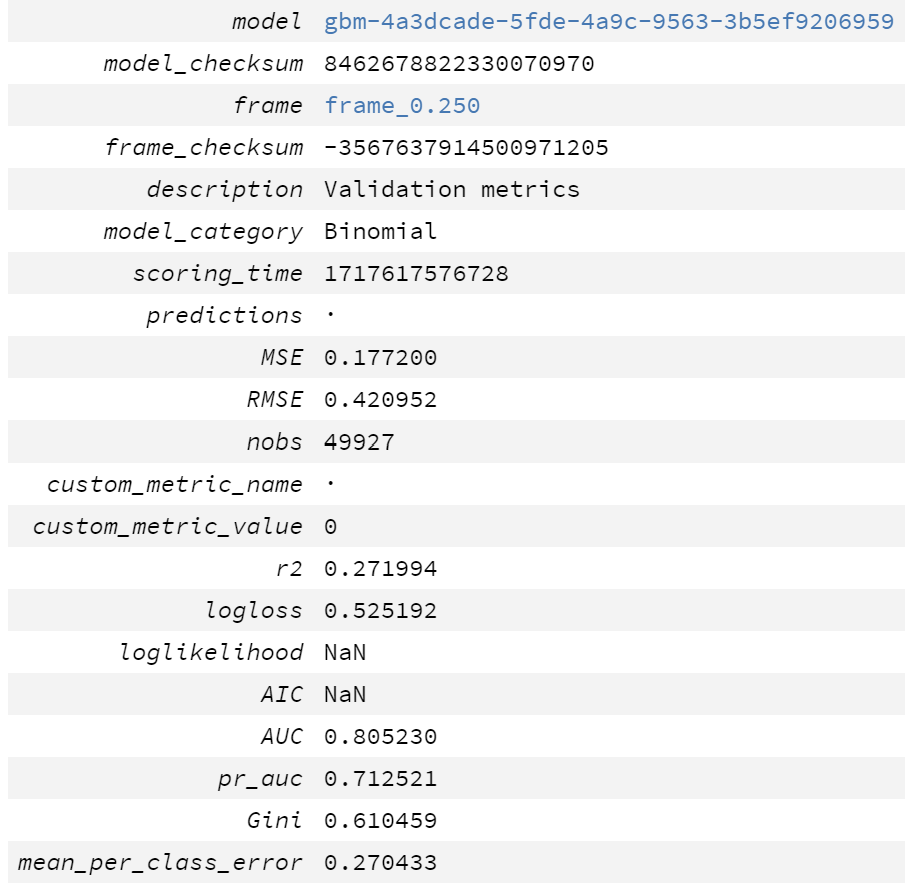 model gbm-4a3dcade-5fde-4a9c-9563-3b5ef9206959
model_checksum 8462678822330070970
frame frame_0.250
frame_checksum -3567637914500971205
description Validation metrics
model_category Binomial
scoring_time 1717617576728
predictions ·
MSE 0.177200
RMSE 0.420952
nobs 49927
custom_metric_name ·
custom_metric_value 0
r2 0.271994
logloss 0.525192
loglikelihood NaN
AIC NaN
AUC 0.805230
pr_auc 0.712521
Gini 0.610459
mean_per_class_error 0.270433